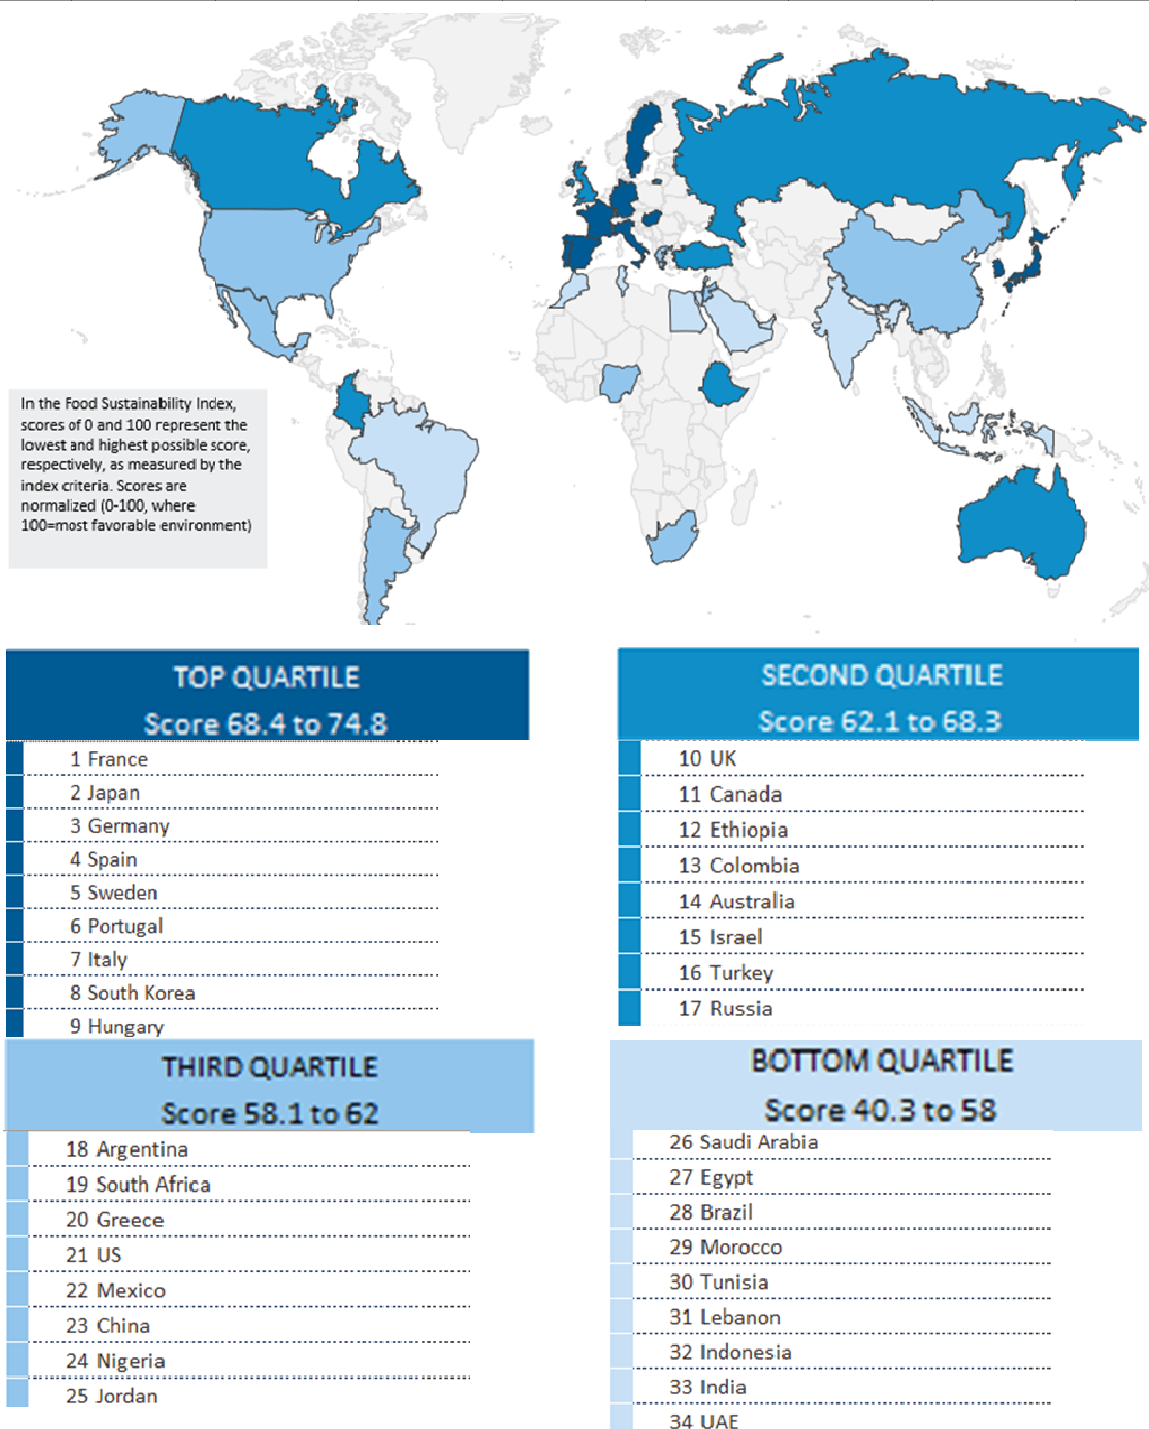 In the Food Sustainability Index,
scores of 0 and 100 represent the
lowest and highest possible score,
respectively, as measured by the
index criteria. Scores are
normalized (0-100, where
100=most favorable environment)
TOP QUARTILE
Score 68.4 to 74.8
1 France
2 Japan
3 Germany
4 Spain
5 Sweden
6 Portugal
7 Italy
8 South Korea
9 Hungary
SECOND QUARTILE
Score 62.1 to 68.3
10 UK
11 Canada
12 Ethiopia
13 Colombia
14 Australia
15 Israel
16 Turkey
17 Russia
THIRD QUARTILE
Score 58.1 to 62
18 Argentina
19 South Africa
20 Greece
21 US
22 Mexico
23 China
24 Nigeria
25 Jordan
BOTTOM QUARTILE
Score 40.3 to 58
26 Saudi Arabia
27 Egypt
28 Brazil
29 Morocco
30 Tunisia
31 Lebanon
32 Indonesia
33 India
34 UAE